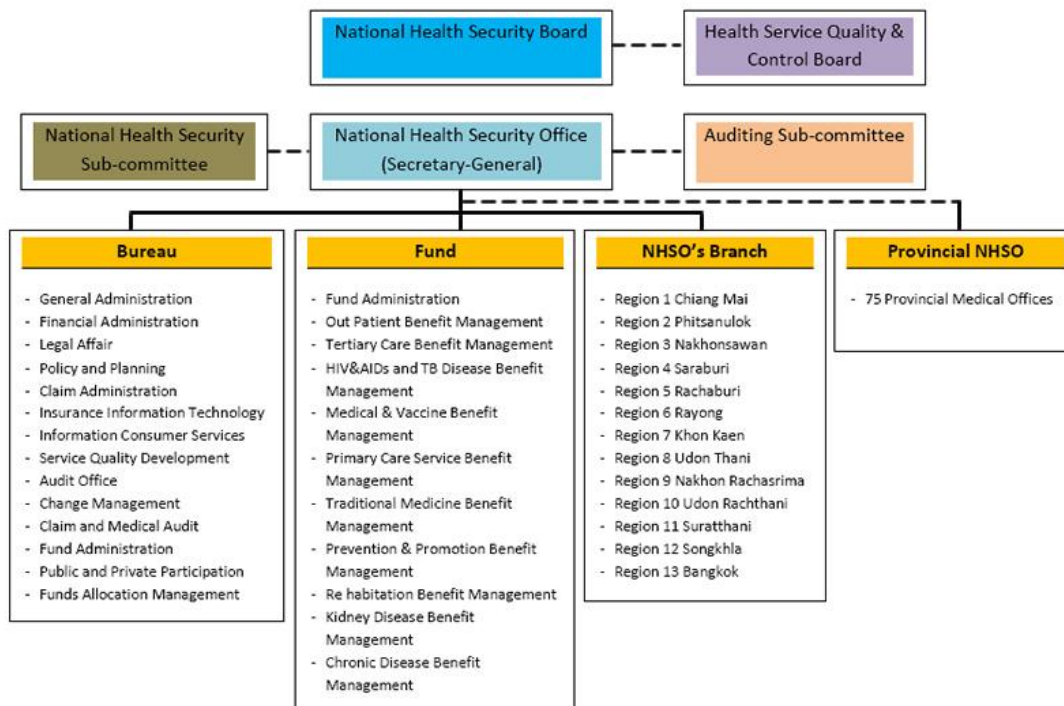 National Health Security Board
Health Service Quality &
Control Board
National Health Security
Sub-committee
National Health Security Office
(Secretary-General)
Auditing Sub-committee
Bureau
- General Administration
- Financial Administration
- Legal Affair
- Policy and Planning
- Claim Administration
- Insurance Information Technology
- Information Consumer Services
- Service Quality Development
- Audit Office
- Change Management
- Claim and Medical Audit
- Fund Administration
- Public and Private Participation
- Funds Allocation Management
Fund
- Fund Administration
- Out Patient Benefit Management
- Tertiary Care Benefit Management
- HIV&AIDs and TB Disease Benefit
Management
- Medical & Vaccine Benefit
Management
- Primary Care Service Benefit
Management
- Traditional Medicine Benefit
Management
- Prevention & Promotion Benefit
Management
- Re habitation Benefit Management
- Kidney Disease Benefit
Management
- Chronic Disease Benefit
Management
NHSO's Branch
- Region 1 Chiang Mai
- Region 2 Phitsanulok
- Region 3 Nakhonsawan
- Region 4 Saraburi
- Region 5 Rachaburi
- Region 6 Rayong
- Region 7 Khon Kaen
- Region 8 Udon Thani
- Region 9 Nakhon Rachasrima
- Region 10 Udon Rachthani
- Region 11 Suratthani
- Region 12 Songkhla
- Region 13 Bangkok
Provincial NHSO
- 75 Provincial Medical Offices